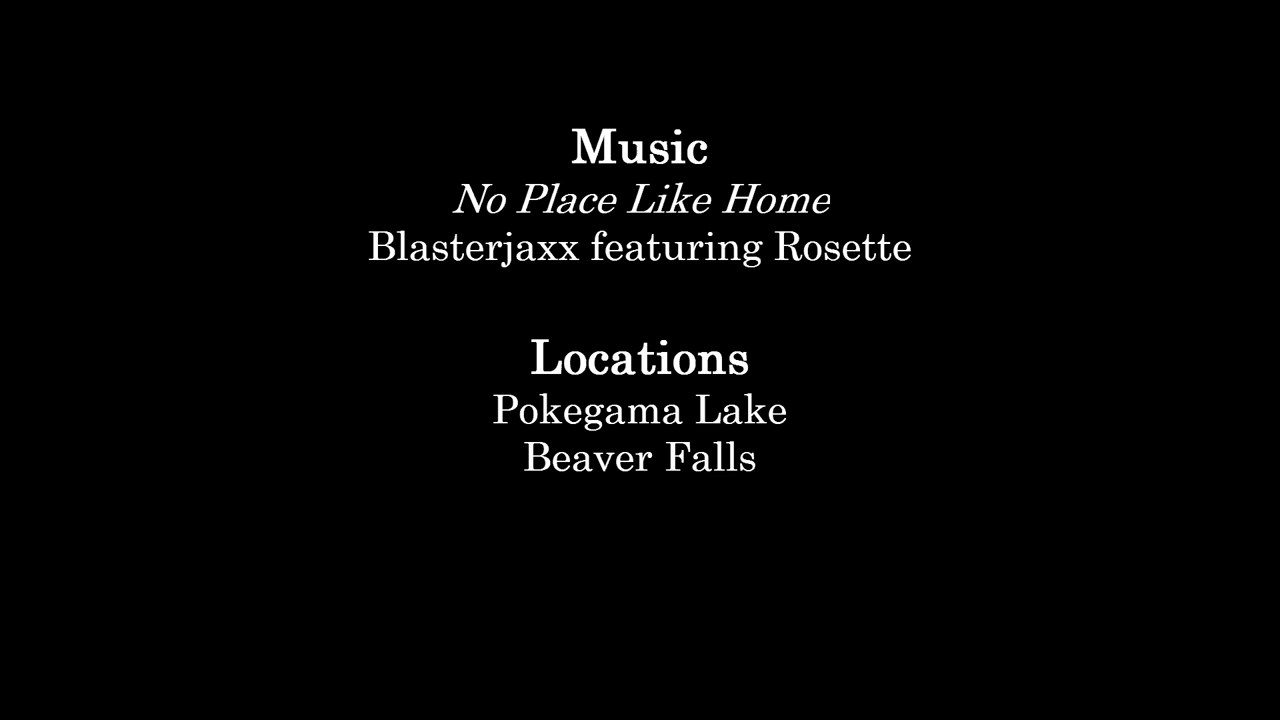 Music
No Place Like Home
Blasterjaxx featuring Rosette
Locations
Pokegama Lake
Beaver Falls